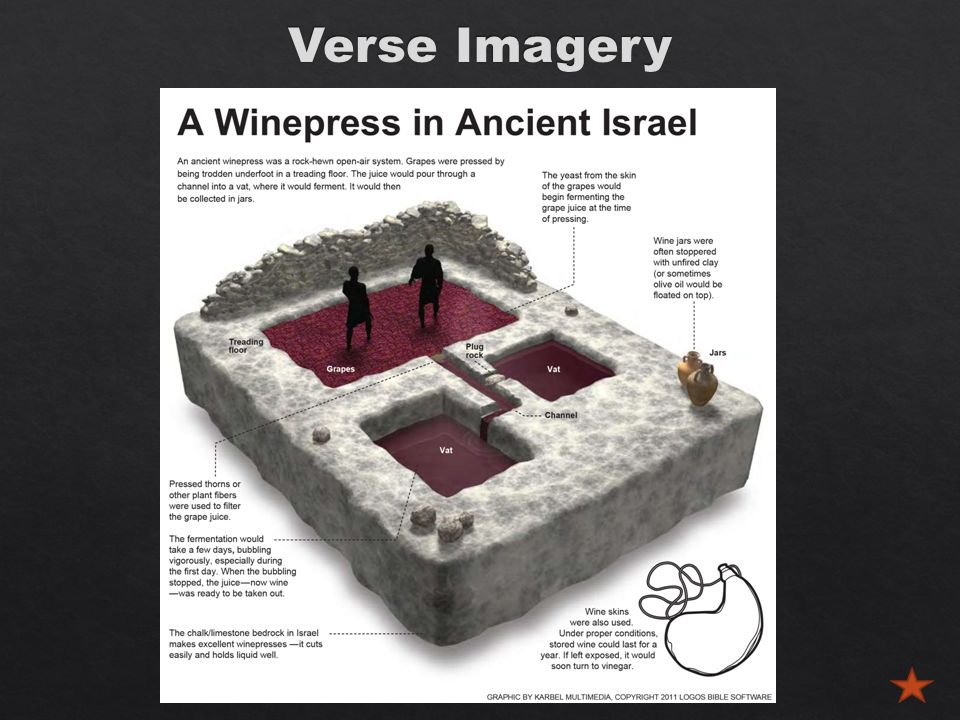 Verse Imagery
A Winepress in Ancient Israel
An ancient winepress was a rock-hewn open-air system. Grapes were pressed by
being trodden underfoot in a treading floor. The juice would pour through a
channel into a vat, where it would ferment. It would then
be collected in jars.
The yeast from the skin
of the grapes would
begin fermenting the
grape juice at the time
of pressing.
Wine jars were
often stoppered
with unfired clay
(or sometimes
olive oil would be
floated on top).
Treading
floor
Grapes
Plug
rock
Vat
Jars
Channel
Vat
Pressed thorns or
other plant fibers
were used to filter
the grape juice.
The fermentation would
take a few days, bubbling
vigorously, especially during
the first day. When the bubbling
stopped, the juice—now wine
—was ready to be taken out.
The chalk/limestone bedrock in Israel
makes excellent winepresses —it cuts
easily and holds liquid well.
Wine skins
were also used.
Under proper conditions,
stored wine could last for a
year. If left exposed, it would
soon turn to vinegar.
GRAPHIC BY KARBEL MULTIMEDIA, COPYRIGHT 2011 LOGOS BIBLE SOFTWARE